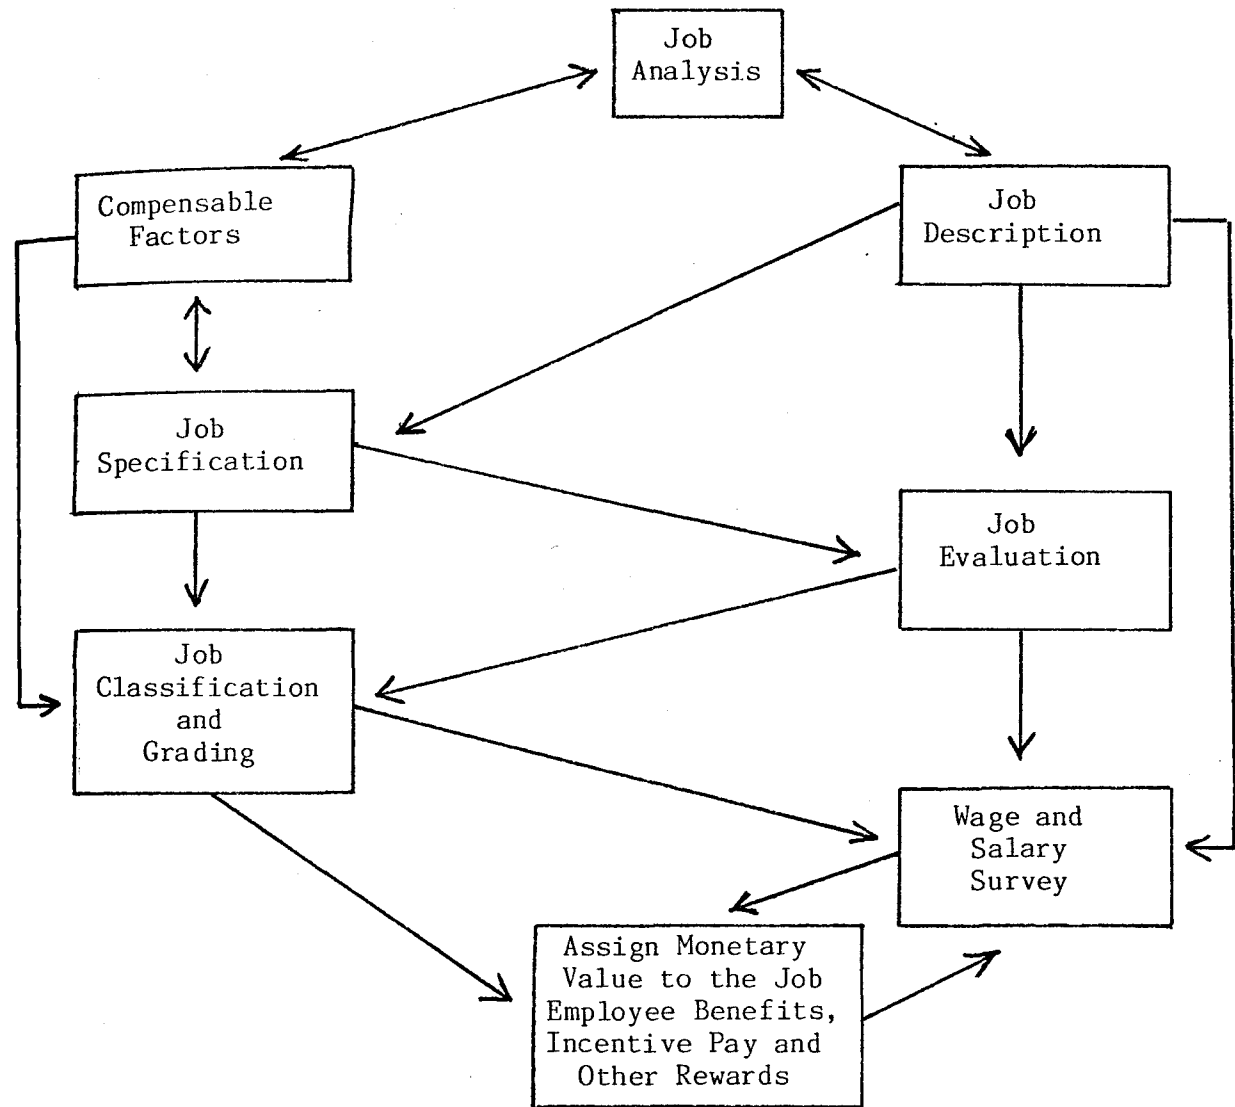 Job
Analysis
Compensable
Factors
Job
Description
Job
Specification
Job
Evaluation
Job
Classification
and
Grading
Wage and
Salary
Survey
Assign Monetary
Value to the Job
Employee Benefits,
Incentive Pay and
Other Rewards